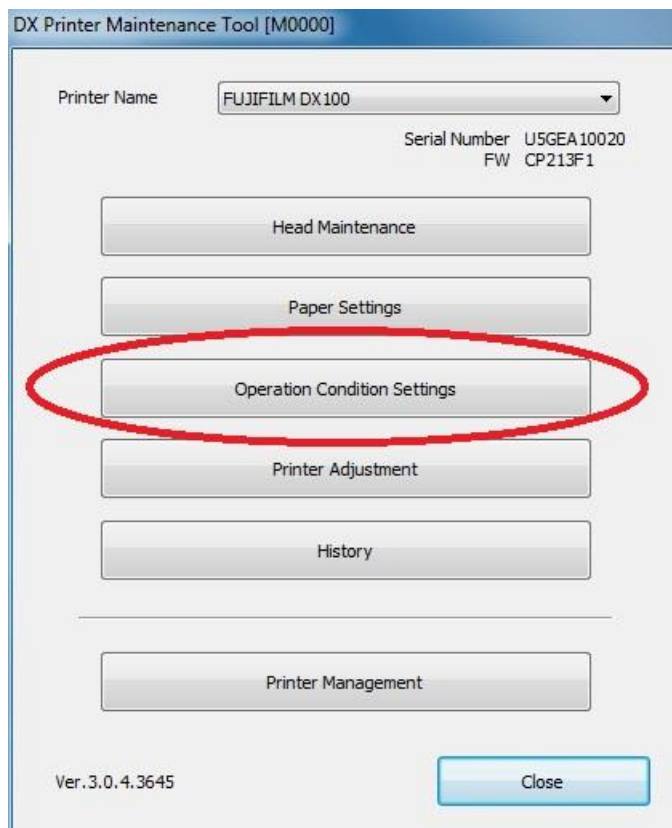 DX Printer Maintenance Tool [M0000]
Printer Name FUJIFILM DX100
Serial Number U5GEA10020
FW CP213F1
Head Maintenance
Paper Settings
Operation Condition Settings
Printer Adjustment
History
Printer Management
Ver.3.0.4.3645 Close